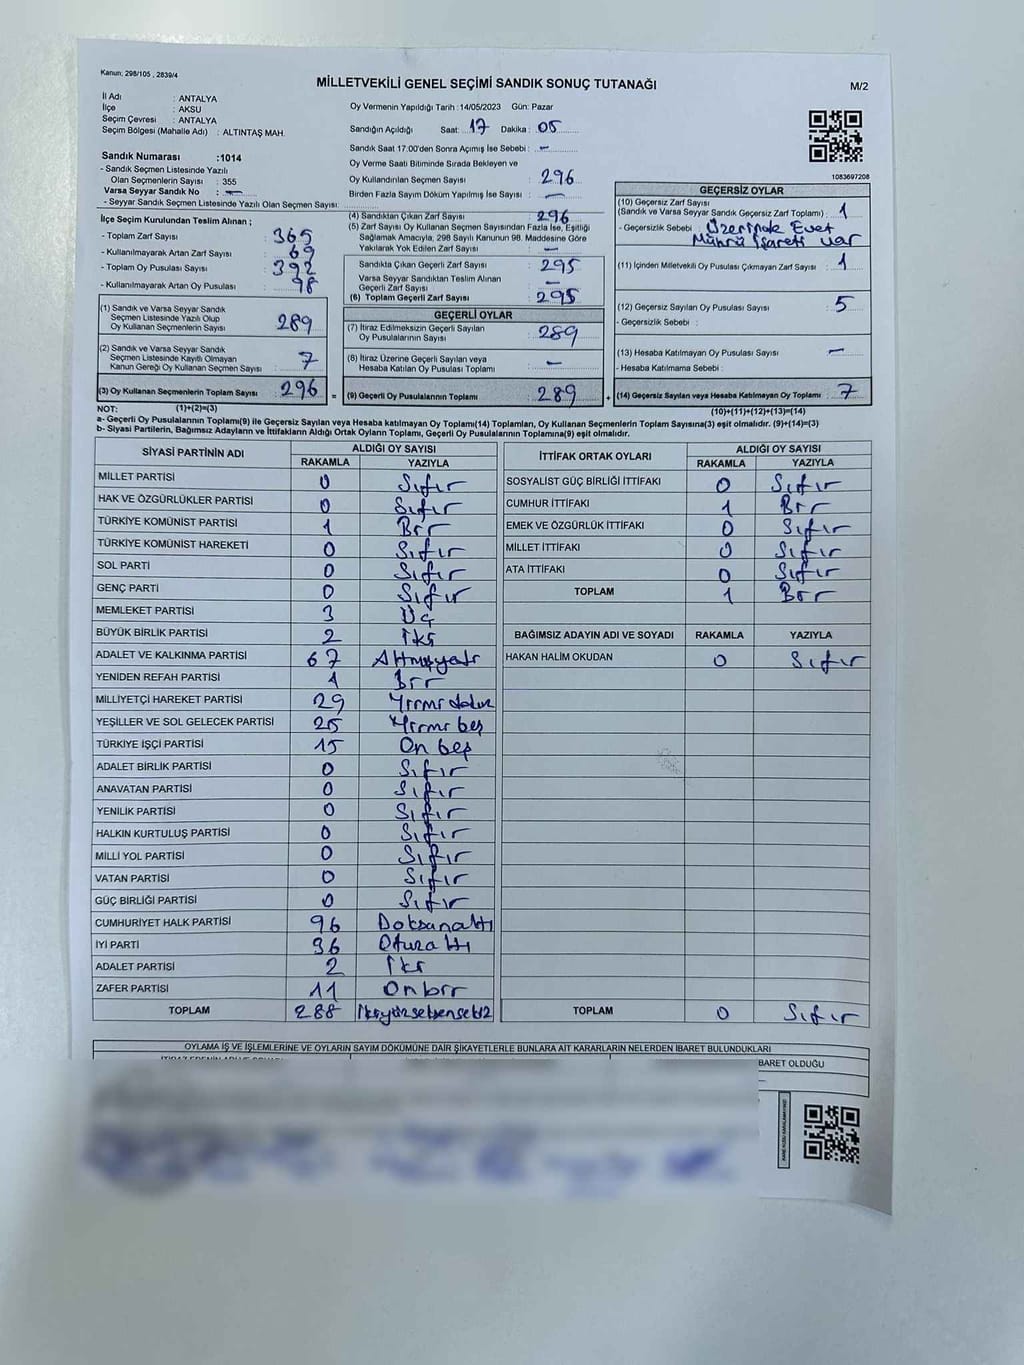 Kanun; 298/105 , 2839/4
MİLLETVEKİLİ GENEL SEÇİMİ SANDIK SONUÇ TUTANAĞI
M/2
İl Adı : ANTALYA
İlçe : AKSU
Seçim Çevresi : ANTALYA
Seçim Bölgesi (Mahalle Adı) : ALTINTAŞ MAH.
Oy Vermenin Yapıldığı Tarih :14/05/2023 Gün: Pazar
Sandığın Açıldığı Saat: 17 Dakika : 05
Sandık Saat 17:00'den Sonra Açımış İse Sebebi : -
Oy Verme Saati Bitiminde Sırada Bekleyen ve
Oy Kullandırılan Seçmen Sayısı : 296
Birden Fazla Sayım Döküm Yapılmış İse Sayısı : -
Sandık Numarası :1014
- Sandık Seçmen Listesinde Yazılı
Olan Seçmenlerin Sayısı : 355
Varsa Seyyar Sandık No : -
- Seyyar Sandık Seçmen Listesinde Yazılı Olan Seçmen Sayısı:
1083697208
İlçe Seçim Kurulundan Teslim Alınan ;
- Toplam Zarf Sayısı : 365
- Kullanılmayarak Artan Zarf Sayısı : 69
- Toplam Oy Pusulası Sayısı : 392
- Kullanılmayarak Artan Oy Pusulası : 98
(1) Sandık ve Varsa Seyyar Sandık
Seçmen Listesinde Yazılı Olup
Oy Kullanan Seçmenlerin Sayısı : 289
(2) Sandık ve Varsa Seyyar Sandık
Seçmen Listesinde Kayıtlı Olmayan
Kanun Gereği Oy Kullanan Seçmen Sayısı : 7
(3) Oy Kullanan Seçmenlerin Toplam Sayısı : 296
(4) Sandıktan Çıkan Zarf Sayısı : 296
(5) Zarf Sayısı Oy Kullanan Seçmen Sayısından Fazla İse, Eşitliği
Sağlamak Amacıyla, 298 Sayılı Kanunun 98. Maddesine Göre
Yakılarak Yok Edilen Zarf Sayısı : -
Sandıkta Çıkan Geçerli Zarf Sayısı : 295
Varsa Seyyar Sandıktan Teslim Alınan
Geçerli Zarf Sayısı : -
(6) Toplam Geçerli Zarf Sayısı : 295
GEÇERLİ OYLAR
(7) İtiraz Edilmeksizin Geçerli Sayılan
Oy Pusulalarının Sayısı : 289
(8) İtiraz Üzerine Geçerli Sayılan veya
Hesaba Katılan Oy Pusulası Toplamı : -
= (9) Geçerli Oy Pusulalarının Toplamı : 289
GEÇERSİZ OYLAR
(10) Geçersiz Zarf Sayısı
(Sandık ve Varsa Seyyar Sandık Geçersiz Zarf Toplamı) : 1
- Geçersizlik Sebebi : Üzerinde Evet
Mührü İşareti var
(11) İçinden Milletvekili Oy Pusulası Çıkmayan Zarf Sayısı : 1
(12) Geçersiz Sayılan Oy Pusulası Sayısı : 5
- Geçersizlik Sebebi :
(13) Hesaba Katılmayan Oy Pusulası Sayısı : -
- Hesaba Katılmama Sebebi :
+ (14) Geçersiz Sayılan veya Hesaba Katılmayan Oy Toplamı : 7
NOT: (1)+(2)=(3)
(10)+(11)+(12)+(13)=(14)
a- Geçerli Oy Pusulalarının Toplamı(9) ile Geçersiz Sayılan veya Hesaba katılmayan Oy Toplamı(14) Toplamları, Oy Kullanan Seçmenlerin Toplam Sayısına(3) eşit olmalıdır. (9)+(14)=(3)
b- Siyasi Partilerin, Bağımsız Adayların ve İttifakların Aldığı Ortak Oyların Toplamı, Geçerli Oy Pusulalarının Toplamına(9) eşit olmalıdır.
SİYASİ PARTİNİN ADI ALDIĞI OY SAYISI
RAKAMLA YAZIYLA
MİLLET PARTİSİ 0 Sıfır
HAK VE ÖZGÜRLÜKLER PARTİSİ 0 Sıfır
TÜRKİYE KOMÜNİST PARTİSİ 1 Bir
TÜRKİYE KOMÜNİST HAREKETİ 0 Sıfır
SOL PARTİ 0 Sıfır
GENÇ PARTİ 0 Sıfır
MEMLEKET PARTİSİ 3 Üç
BÜYÜK BİRLİK PARTİSİ 2 İki
ADALET VE KALKINMA PARTİSİ 67 Altmışyedi
YENİDEN REFAH PARTİSİ 1 Bir
MİLLİYETÇİ HAREKET PARTİSİ 29 Yirmi dokuz
YEŞİLLER VE SOL GELECEK PARTİSİ 25 Yirmi beş
TÜRKİYE İŞÇİ PARTİSİ 15 On beş
ADALET BİRLİK PARTİSİ 0 Sıfır
ANAVATAN PARTİSİ 0 Sıfır
YENİLİK PARTİSİ 0 Sıfır
HALKIN KURTULUŞ PARTİSİ 0 Sıfır
MİLLİ YOL PARTİSİ 0 Sıfır
VATAN PARTİSİ 0 Sıfır
GÜÇ BİRLİĞİ PARTİSİ 0 Sıfır
CUMHURİYET HALK PARTİSİ 96 Doksanaltı
İYİ PARTİ 36 Otuzaltı
ADALET PARTİSİ 2 İki
ZAFER PARTİSİ 11 Onbir
TOPLAM 288 İkiyüzseksensekiz
İTTİFAK ORTAK OYLARI ALDIĞI OY SAYISI
RAKAMLA YAZIYLA
SOSYALİST GÜÇ BİRLİĞİ İTTİFAKI 0 Sıfır
CUMHUR İTTİFAKI 1 Bir
EMEK VE ÖZGÜRLÜK İTTİFAKI 0 Sıfır
MİLLET İTTİFAKI 0 Sıfır
ATA İTTİFAKI 0 Sıfır
TOPLAM 1 Bir
BAĞIMSIZ ADAYIN ADI VE SOYADI RAKAMLA YAZIYLA
HAKAN HALİM OKUDAN 0 Sıfır
TOPLAM 0 Sıfır
OYLAMA İŞ VE İŞLEMLERİNE VE OYLARIN SAYIM DÖKÜMÜNE DAİR ŞİKAYETLERLE BUNLARA AİT KARARLARIN NELERDEN İBARET BULUNDUKLARI
BARET OLDUĞU